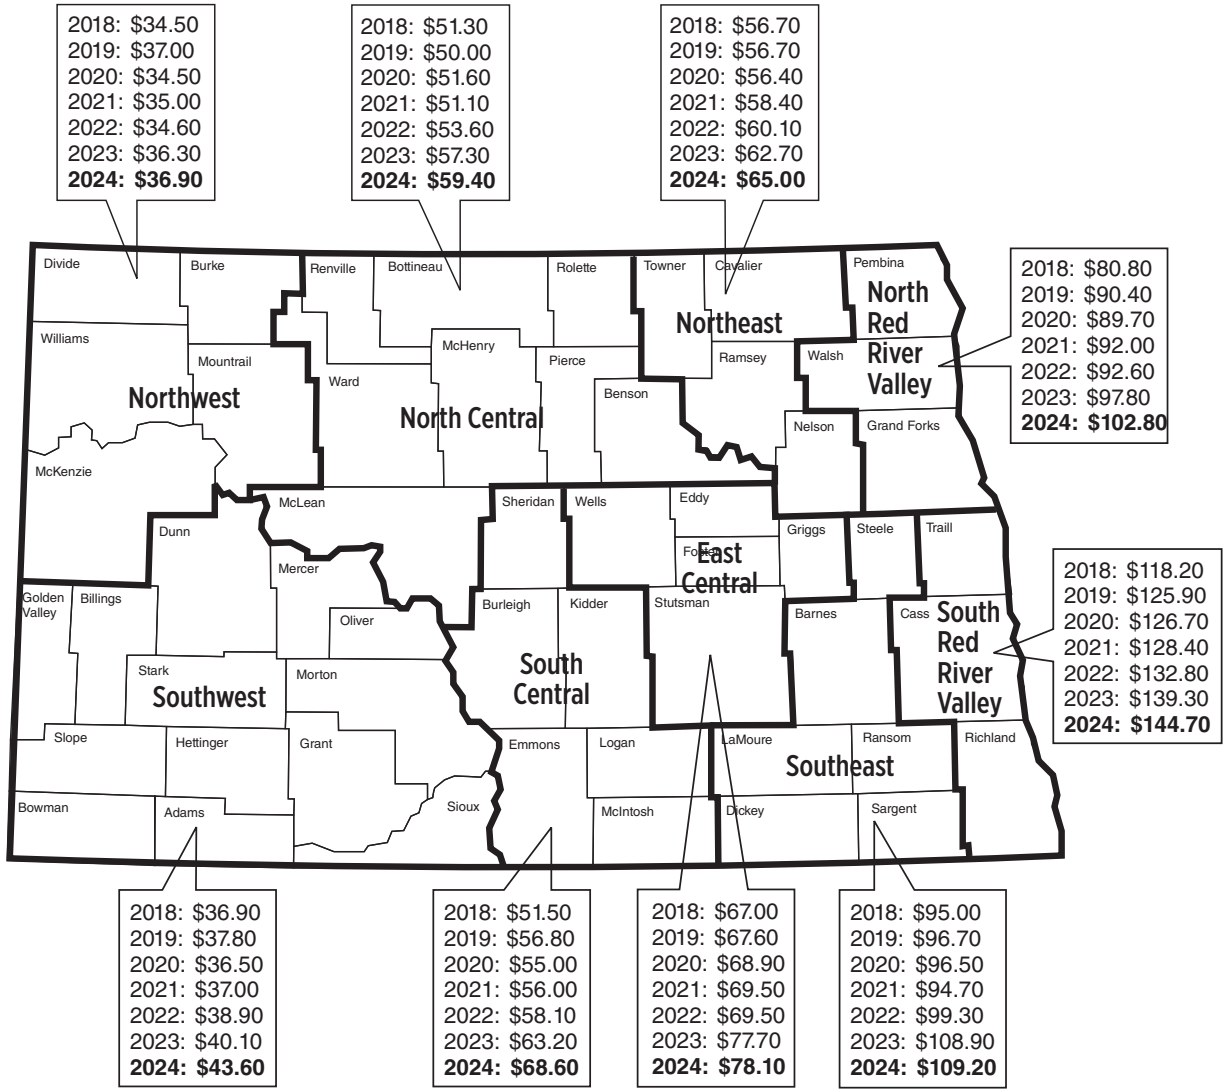 2018: $34.50
2019: $37.00
2020: $34.50
2021: $35.00
2022: $34.60
2023: $36.30
2024: $36.90
2018: $51.30
2019: $50.00
2020: $51.60
2021: $51.10
2022: $53.60
2023: $57.30
2024: $59.40
2018: $56.70
2019: $56.70
2020: $56.40
2021: $58.40
2022: $60.10
2023: $62.70
2024: $65.00
2018: $80.80
2019: $90.40
2020: $89.70
2021: $92.00
2022: $92.60
2023: $97.80
2024: $102.80
Divide
Burke
Renville
Bottineau
Rolette
Towner
Cavalier
Pembina
North
Red
River
Valley
Northeast
Williams
Mountrail
McHenry
Pierce
Ramsey
Walsh
Ward
Benson
Northwest
North Central
Nelson
Grand Forks
McKenzie
McLean
Sheridan
Wells
Eddy
Dunn
Griggs
Steele
Traill
Foster
East
Central
Mercer
Golden
Valley
Billings
Burleigh
Kidder
Stutsman
Barnes
Cass
South
Red
River
Valley
Oliver
Stark
Morton
Southwest
South
Central
2018: $118.20
2019: $125.90
2020: $126.70
2021: $128.40
2022: $132.80
2023: $139.30
2024: $144.70
Slope
Hettinger
Grant
Emmons
Logan
LaMoure
Ransom
Richland
Southeast
Bowman
Adams
Sioux
McIntosh
Dickey
Sargent
2018: $36.90
2019: $37.80
2020: $36.50
2021: $37.00
2022: $38.90
2023: $40.10
2024: $43.60
2018: $51.50
2019: $56.80
2020: $55.00
2021: $56.00
2022: $58.10
2023: $63.20
2024: $68.60
2018: $67.00
2019: $67.60
2020: $68.90
2021: $69.50
2022: $69.50
2023: $77.70
2024: $78.10
2018: $95.00
2019: $96.70
2020: $96.50
2021: $94.70
2022: $99.30
2023: $108.90
2024: $109.20